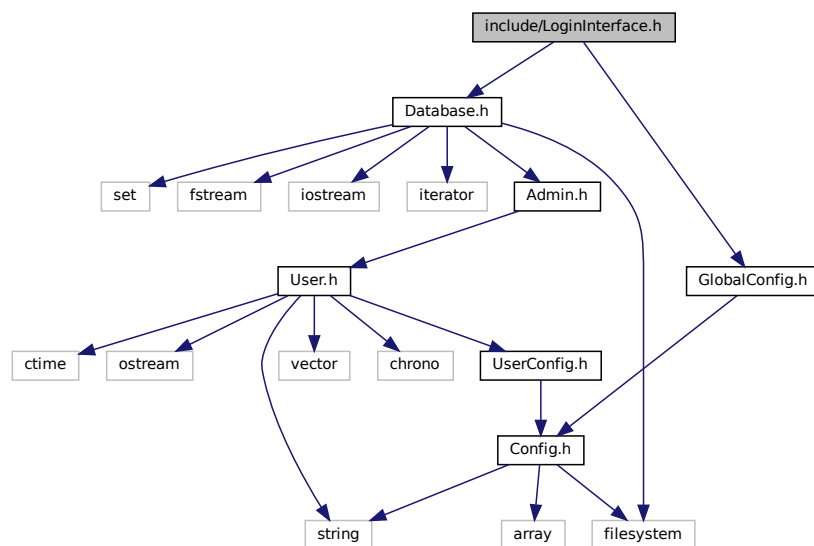 include/LoginInterface.h
Database.h
set
fstream
iostream
iterator
Admin.h
User.h
GlobalConfig.h
ctime
ostream
vector
chrono
UserConfig.h
Config.h
string
array
filesystem